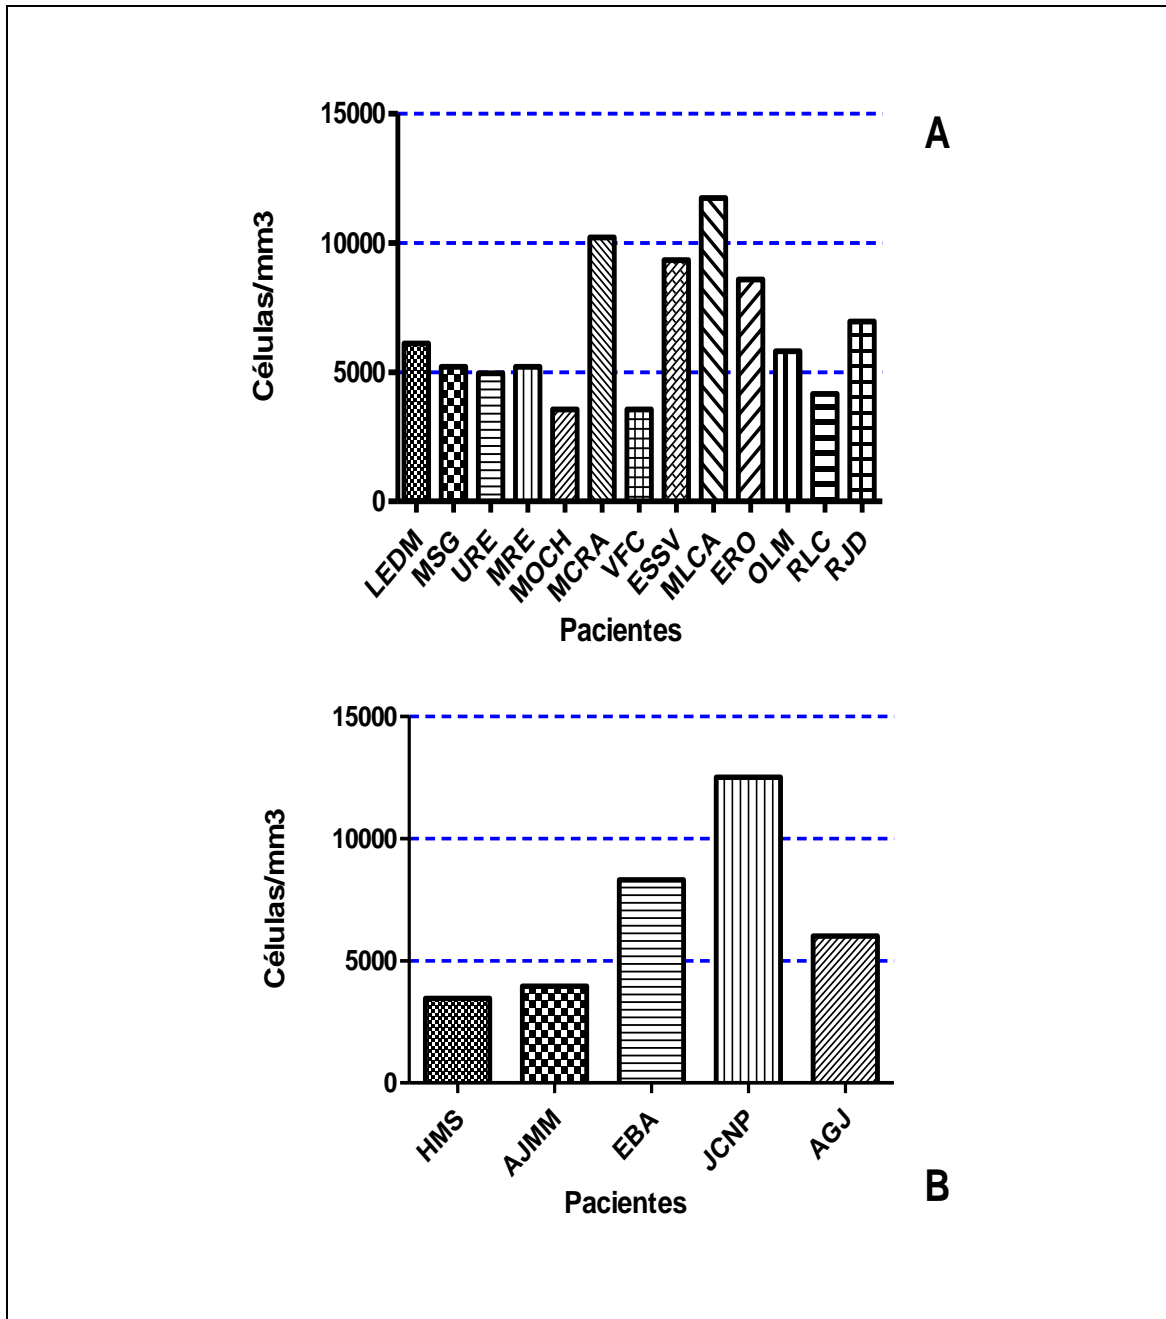 A
15000
10000
5000
0
Células/mm3
LEDM
MSG
URE
MRE
MOCH
MCRA
VFC
ESSV
MLCA
ERO
OLM
RLC
RJD
Pacientes
15000
10000
5000
0
Células/mm3
HMS
AJMM
EBA
JCNP
AGJ
Pacientes
B